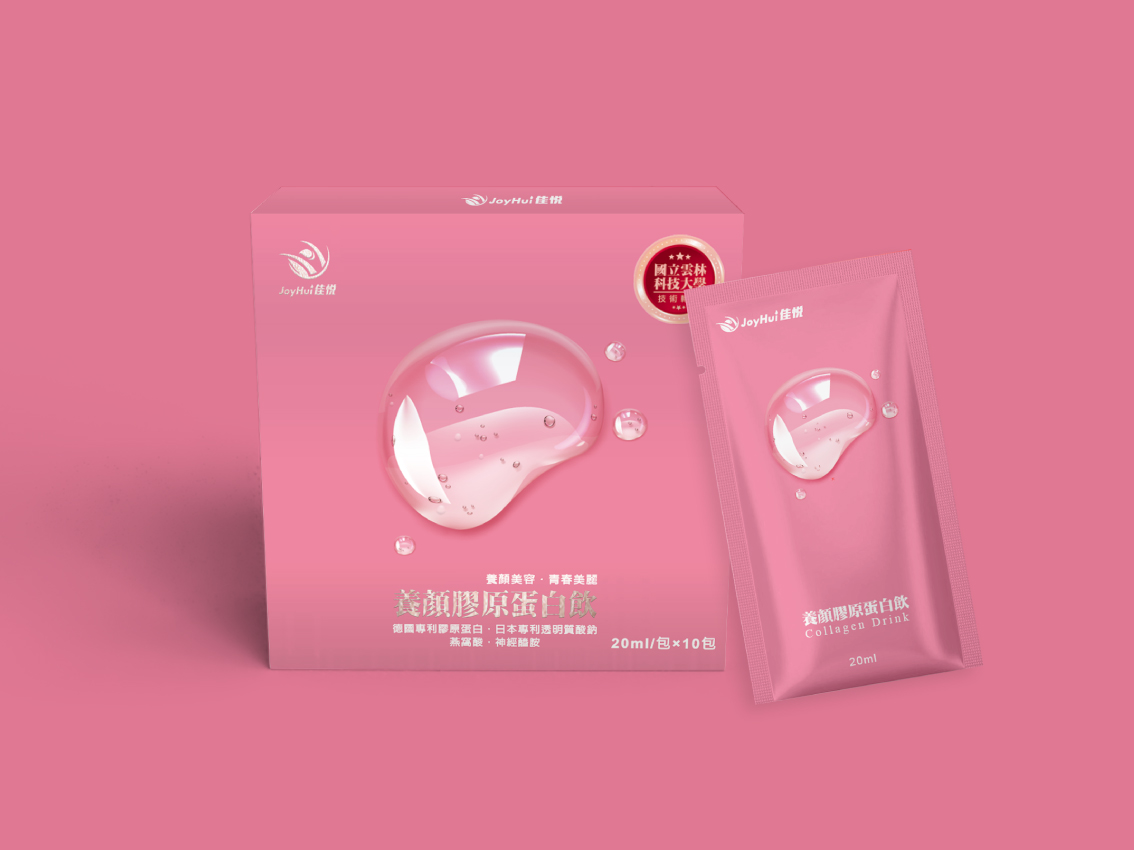 JoyHui佳悅
JoyHui佳悅
國立雲林
科技大學
技術
養顏美容·青春美麗
養顏膠原蛋白飲
德國專利膠原蛋白·日本專利透明質酸鈉
燕窩酸·神經醯胺
20ml/包×10包
JoyHui佳悅
養顏膠原蛋白飲
Collagen Drink
20ml